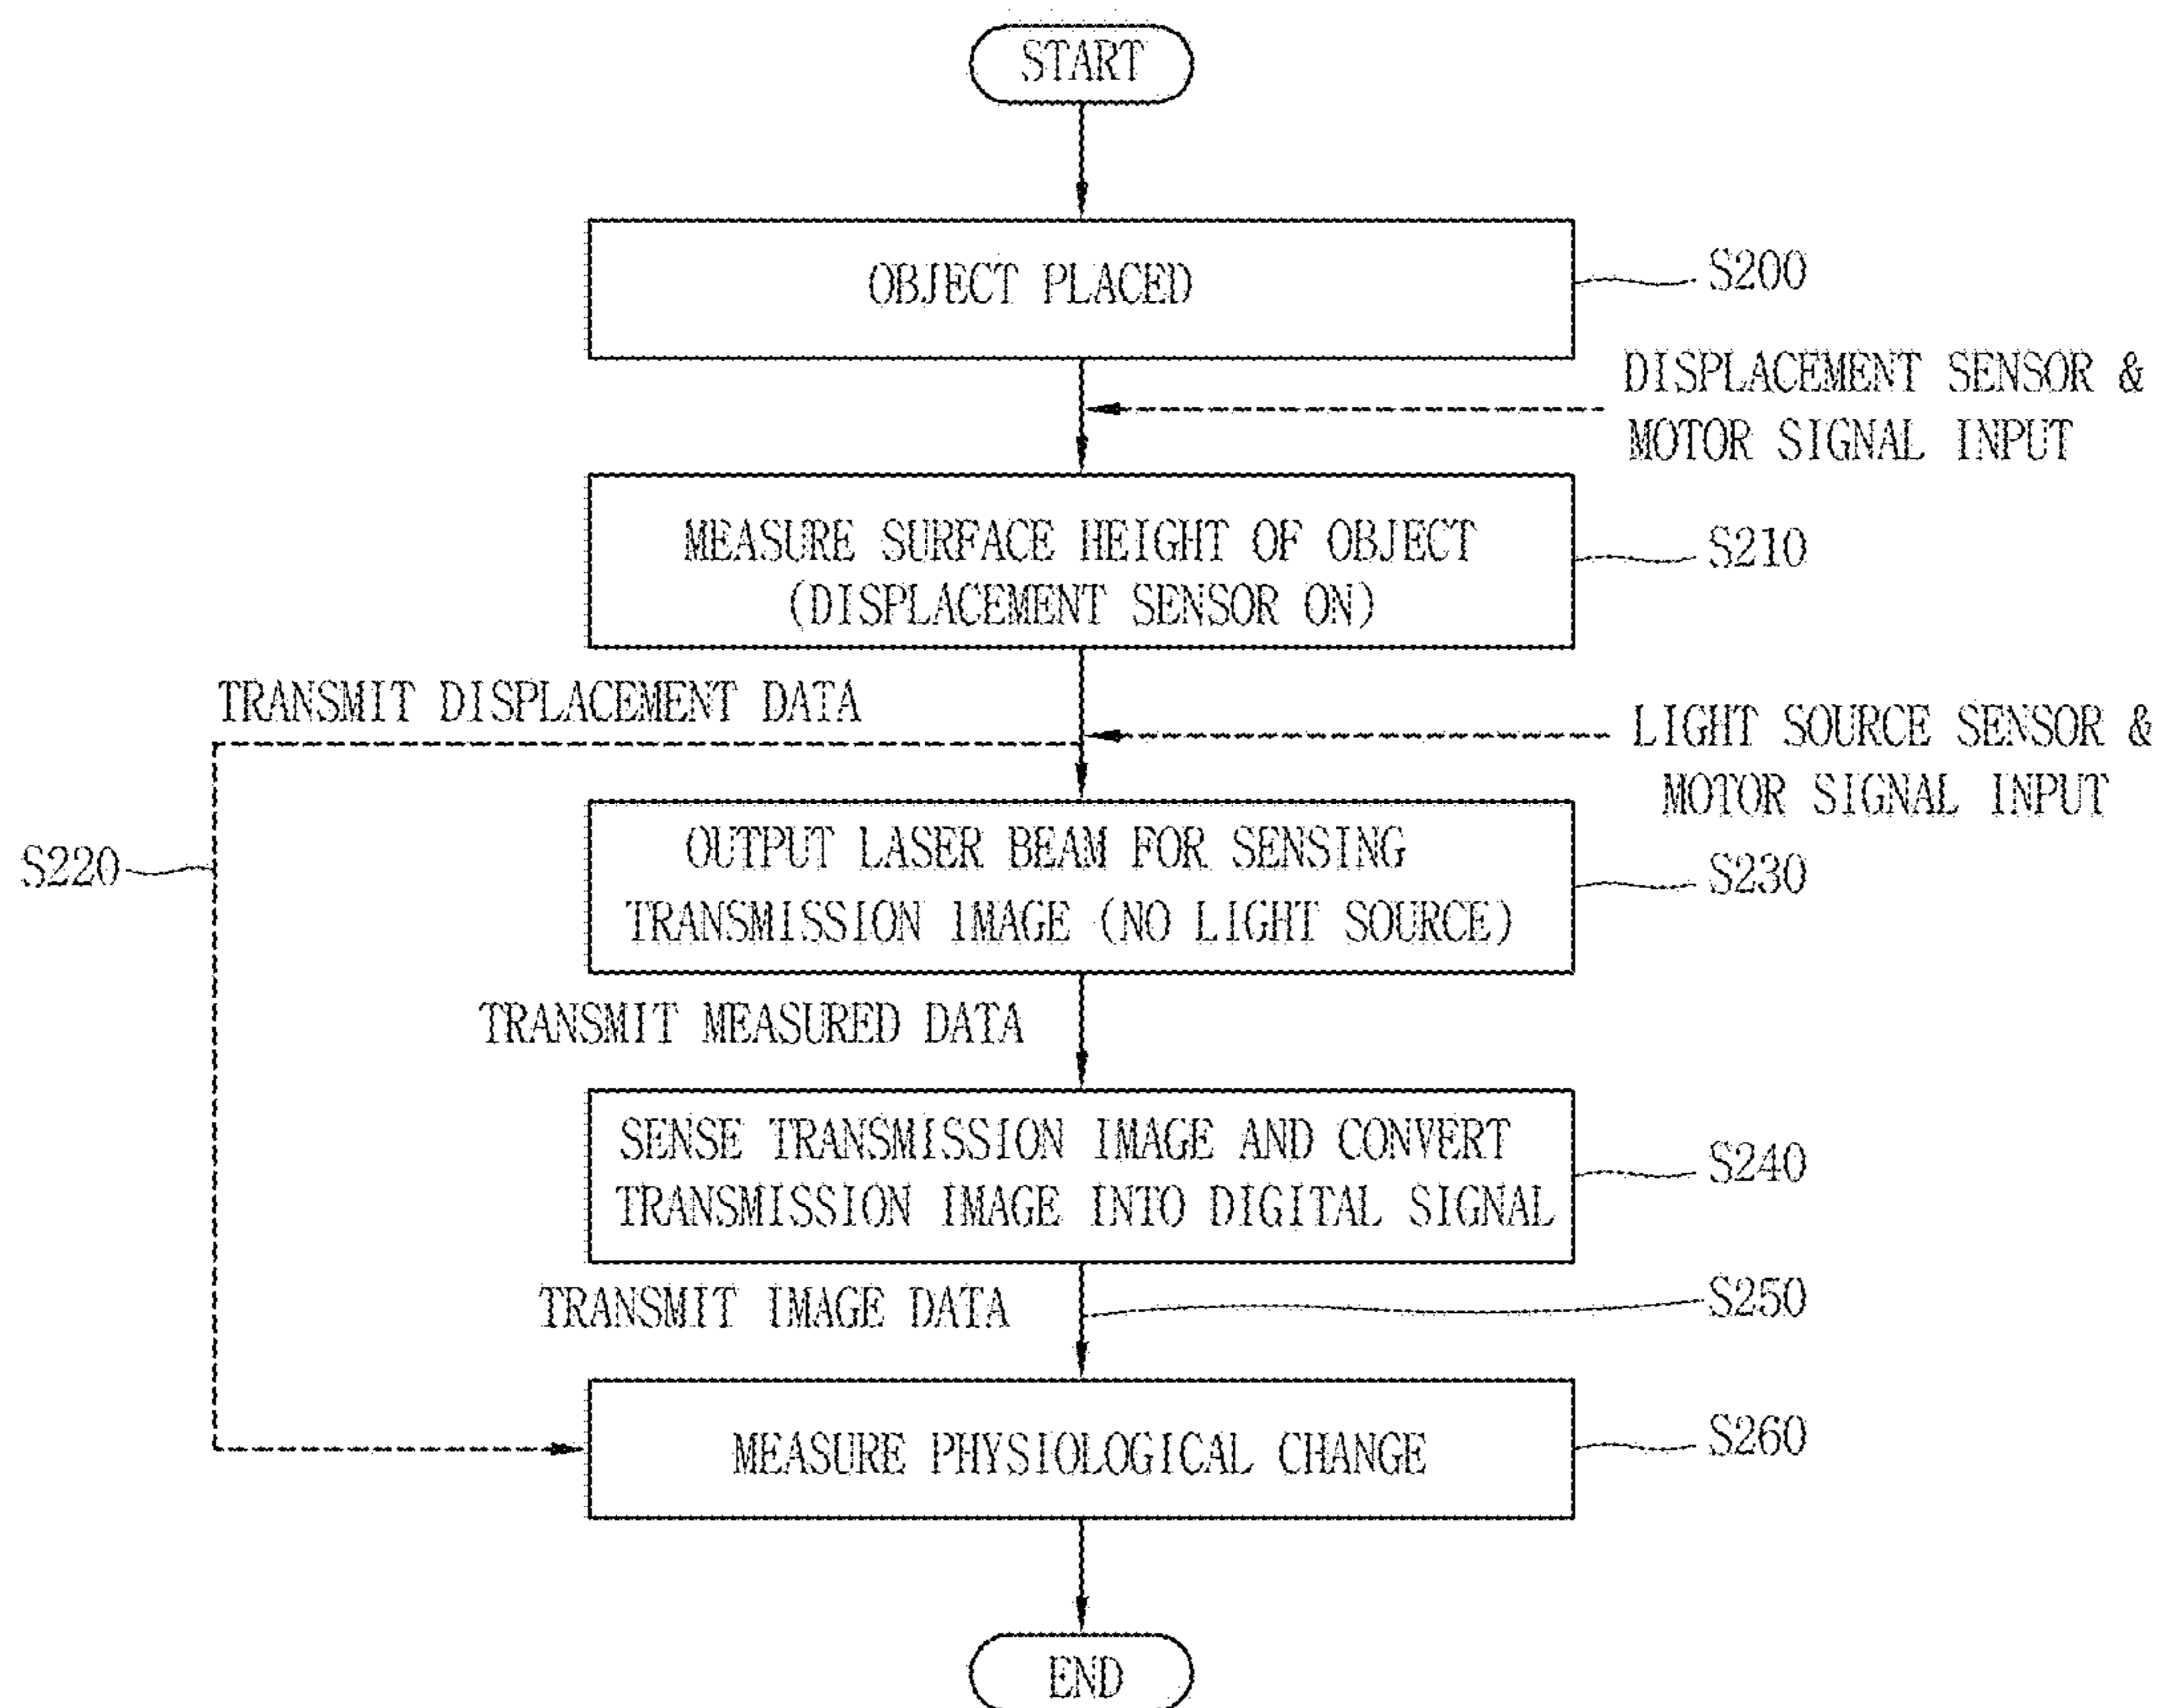 START
OBJECT PLACED
S200
DISPLACEMENT SENSOR &
MOTOR SIGNAL INPUT
MEASURE SURFACE HEIGHT OF OBJECT
(DISPLACEMENT SENSOR ON)
S210
TRANSMIT DISPLACEMENT DATA
LIGHT SOURCE SENSOR &
MOTOR SIGNAL INPUT
S220
OUTPUT LASER BEAM FOR SENSING
TRANSMISSION IMAGE (NO LIGHT SOURCE)
S230
TRANSMIT MEASURED DATA
SENSE TRANSMISSION IMAGE AND CONVERT
TRANSMISSION IMAGE INTO DIGITAL SIGNAL
S240
TRANSMIT IMAGE DATA
S250
MEASURE PHYSIOLOGICAL CHANGE
S260
END